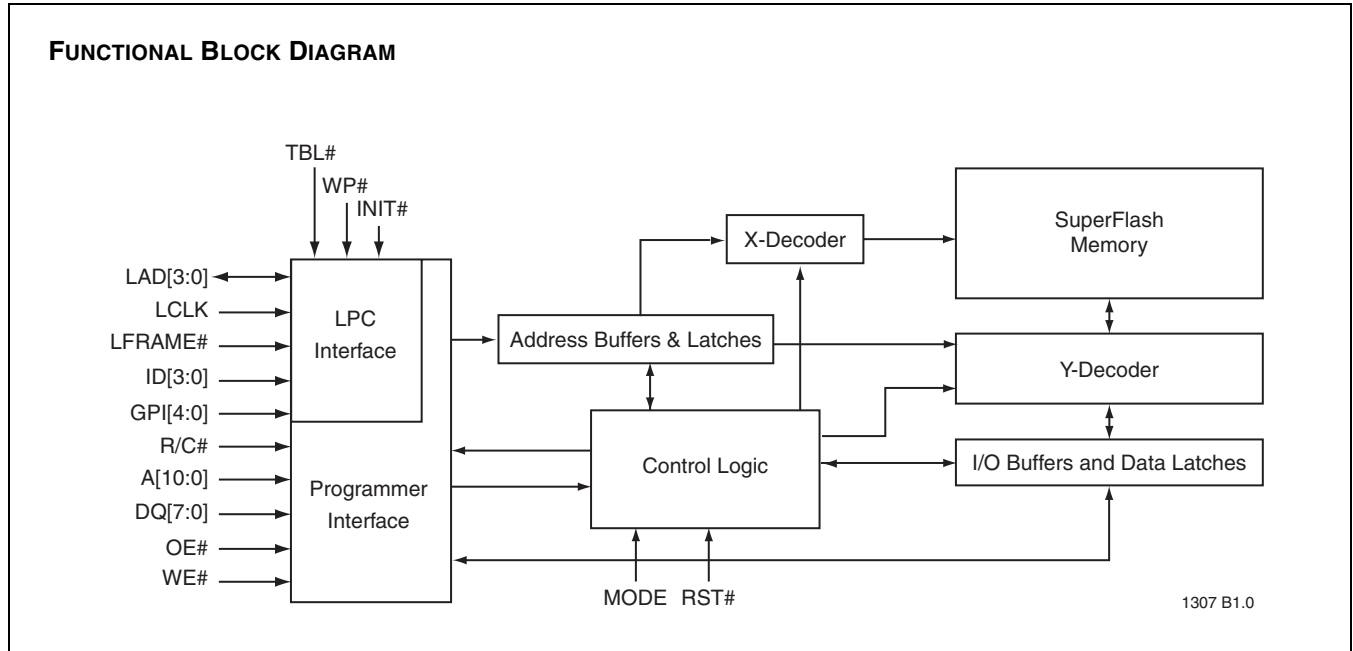 FUNCTIONAL BLOCK DIAGRAM
TBL#
WP#
INIT#
LAD[3:0]
LCLK
LFRAME#
ID[3:0]
GPI[4:0]
R/C#
A[10:0]
DQ[7:0]
OE#
WE#
LPC
Interface
Programmer
Interface
Address Buffers & Latches
X-Decoder
Control Logic
MODE
RST#
SuperFlash
Memory
Y-Decoder
I/O Buffers and Data Latches
1307 B1.0